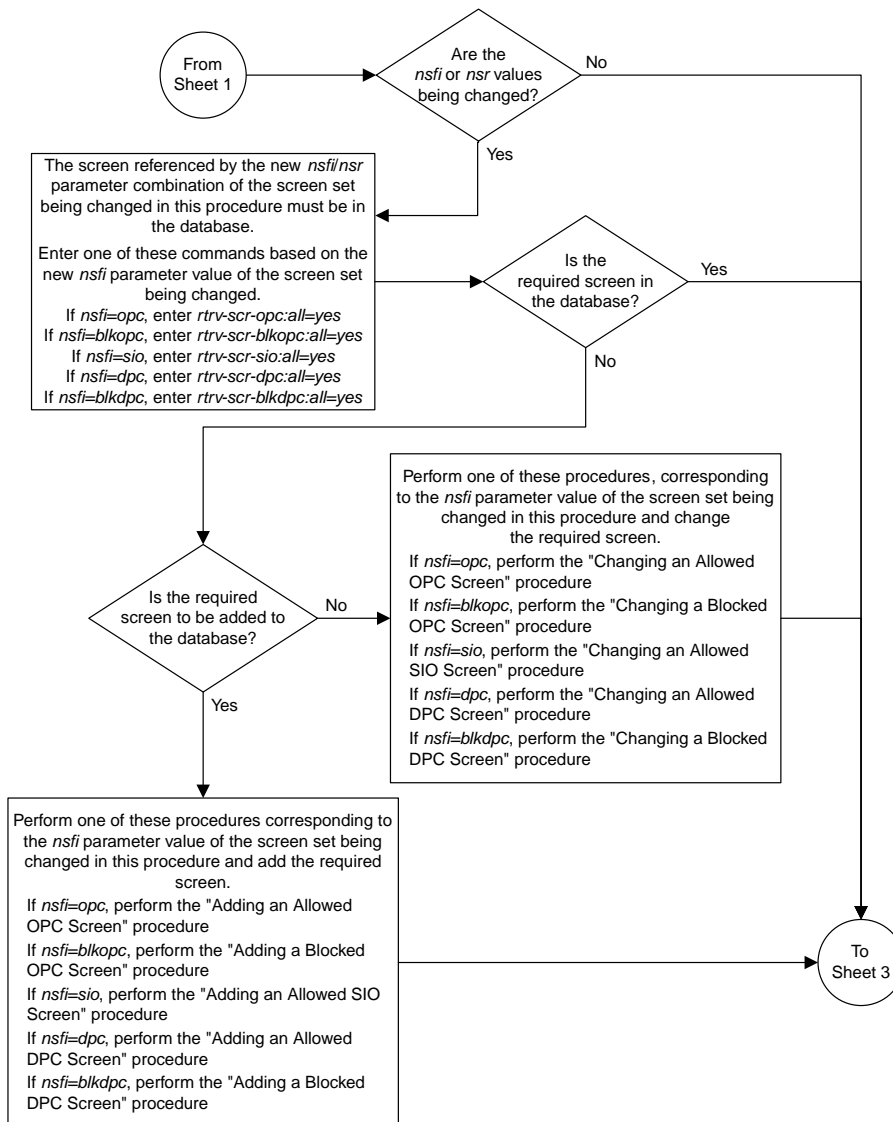 From
Sheet 1
Are the
nsfi or nsr values
being changed?
No
Yes
The screen referenced by the new nsfi/nsr
parameter combination of the screen set
being changed in this procedure must be in
the database.
Enter one of these commands based on the
new nsfi parameter value of the screen set
being changed.
If nsfi=opc, enter rtrv-scr-opc:all=yes
If nsfi=blkopc, enter rtrv-scr-blkopc:all=yes
If nsfi=sio, enter rtrv-scr-sio:all=yes
If nsfi=dpc, enter rtrv-scr-dpc:all=yes
If nsfi=blkdpc, enter rtrv-scr-blkdpc:all=yes
Is the
required screen in
the database?
Yes
No
Perform one of these procedures, corresponding
to the nsfi parameter value of the screen set being
changed in this procedure and change
the required screen.
If nsfi=opc, perform the "Changing an Allowed
OPC Screen" procedure
If nsfi=blkopc, perform the "Changing a Blocked
OPC Screen" procedure
If nsfi=sio, perform the "Changing an Allowed
SIO Screen" procedure
If nsfi=dpc, perform the "Changing an Allowed
DPC Screen" procedure
If nsfi=blkdpc, perform the "Changing a Blocked
DPC Screen" procedure
Is the required
screen to be added to
the database?
No
Yes
Perform one of these procedures corresponding to
the nsfi parameter value of the screen set being
changed in this procedure and add the required
screen.
If nsfi=opc, perform the "Adding an Allowed
OPC Screen" procedure
If nsfi=blkopc, perform the "Adding a Blocked
OPC Screen" procedure
If nsfi=sio, perform the "Adding an Allowed SIO
Screen" procedure
If nsfi=dpc, perform the "Adding an Allowed
DPC Screen" procedure
If nsfi=blkdpc, perform the "Adding a Blocked
DPC Screen" procedure
To
Sheet 3